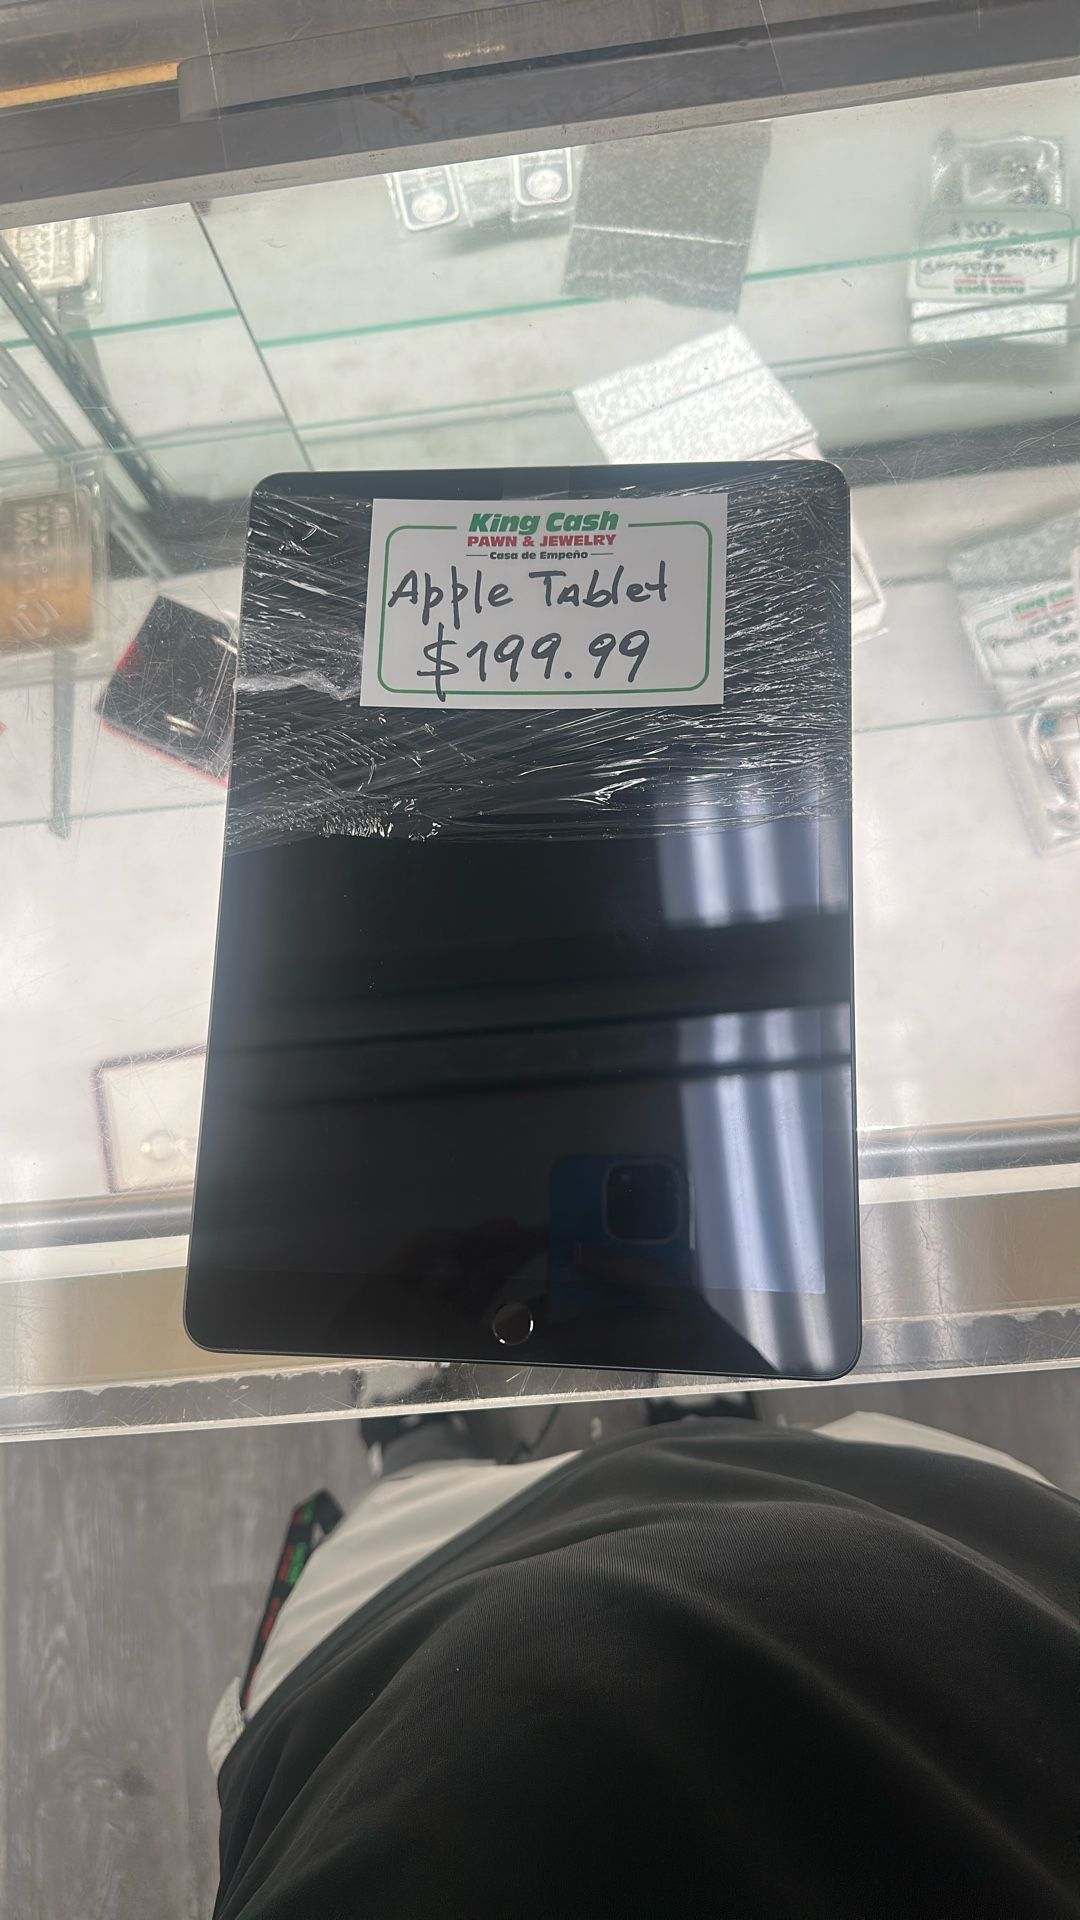 King Cash
PAWN & JEWELRY
Casa de Empeño
Apple Tablet
$199.99